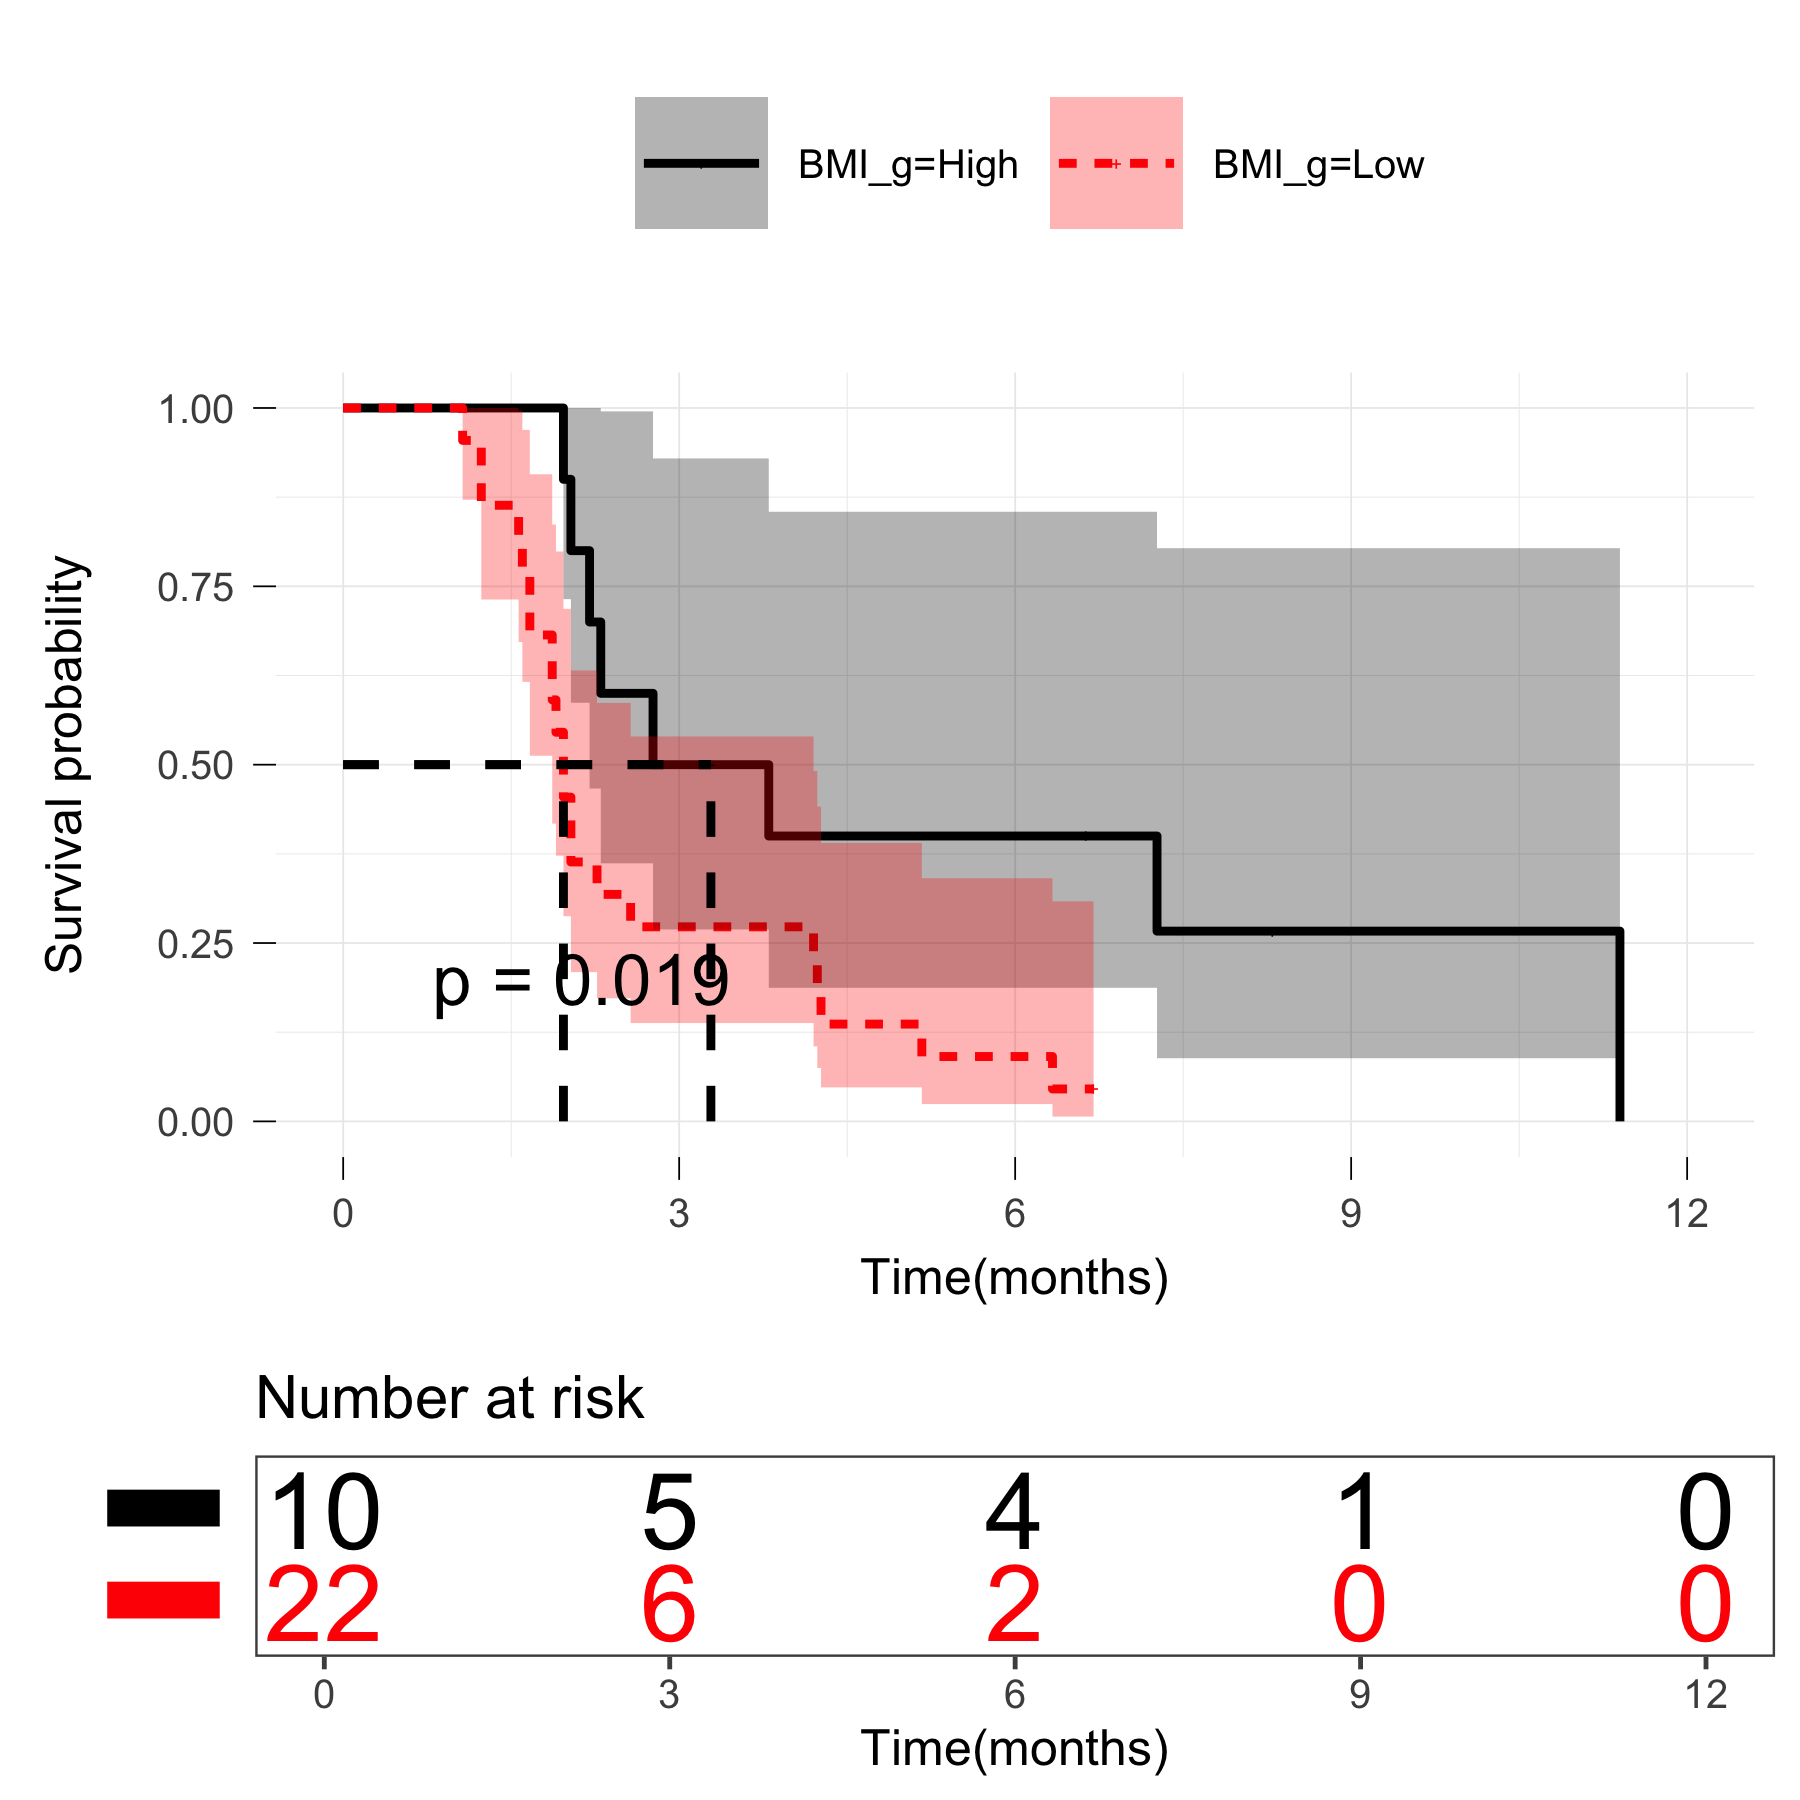 BMI_g=High BMI_g=Low
Survival probability
1.00
0.75
0.50
0.25
0.00
p = 0.019
0 3 6 9 12
Time(months)
Number at risk
10 5 4 1 0
22 6 2 0 0
0 3 6 9 12
Time(months)